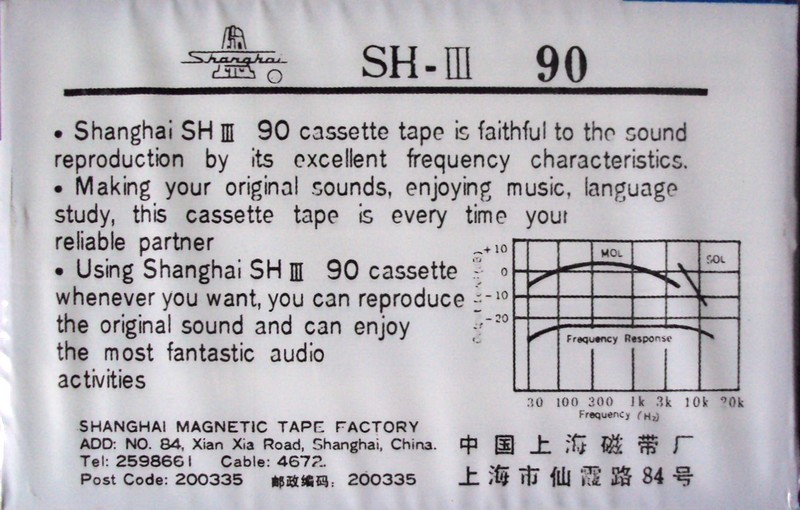 Shanghai
SH-Ⅲ 90
• Shanghai SH Ⅲ 90 cassette tape is faithful to the sound
reproduction by its excellent frequency characteristics.
• Making your original sounds, enjoying music, language
study, this cassette tape is every time your
reliable partner
• Using Shanghai SH Ⅲ 90 cassette
whenever you want, you can reproduce
the original sound and can enjoy
the most fantastic audio
activities
+10
0
-10
-20
MOL
SOL
Frequency Response
30 100 300 1k 3k 10k 20k
Frequency (Hz)
SHANGHAI MAGNETIC TAPE FACTORY
ADD: NO. 84, Xian Xia Road, Shanghai, China.
Tel: 2598661 Cable: 4672.
Post Code: 200335 邮政编码: 200335
中国上海磁带厂
上海市仙霞路84号